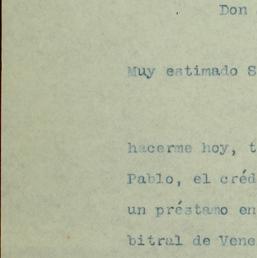 Don
Muy estimado S
hacerme hoy, t
Pablo, el créd
un préstamo en
bitral de Vene